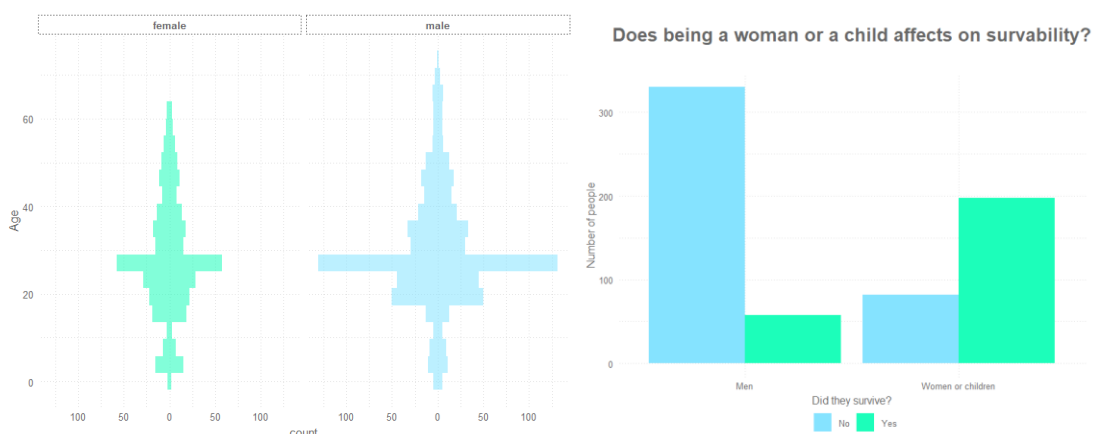 female
male
60
40
20
0
Age
100 50 0 50 100
100 50 0 50 100
count
Does being a woman or a child affects on survability?
300
200
100
0
Number of people
Men
Women or children
Did they survive?
No Yes